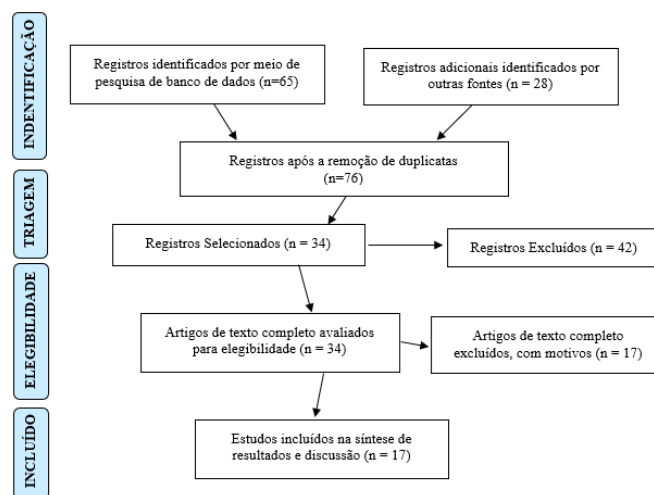 INDENTIFICAÇÃO
Registros identificados por meio de
pesquisa de banco de dados (n=65)
Registros adicionais identificados por
outras fontes (n = 28)
Registros após a remoção de duplicatas
(n=76)
TRIAGEM
Registros Selecionados (n = 34)
Registros Excluídos (n = 42)
ELEGIBILIDADE
Artigos de texto completo avaliados
para elegibilidade (n = 34)
Artigos de texto completo
excluídos, com motivos (n = 17)
INCLUÍDO
Estudos incluídos na síntese de
resultados e discussão (n = 17)